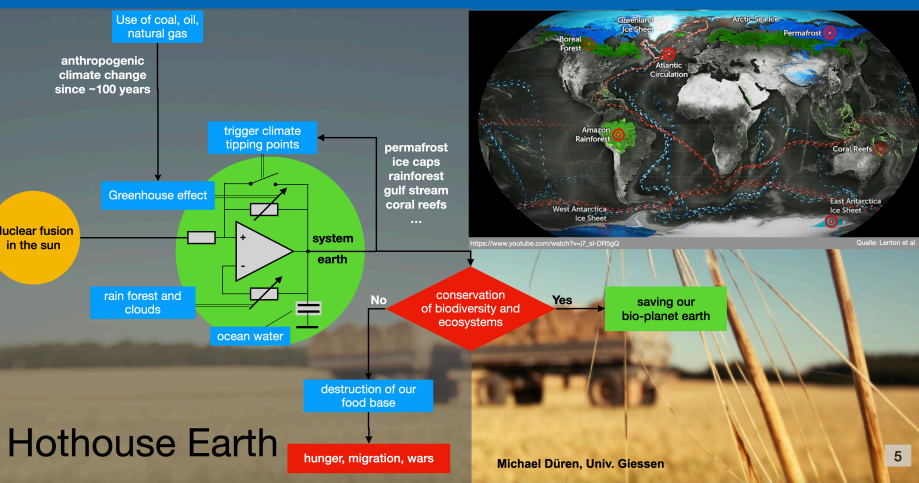 Use of coal, oil,
natural gas
anthropogenic
climate change
since ~100 years
trigger climate
tipping points
permafrost
ice caps
rainforest
gulf stream
coral reefs
...
Greenhouse effect
nuclear fusion
in the sun
+
-
system
earth
rain forest and
clouds
ocean water
No
conservation
of biodiversity and
ecosystems
Yes
saving our
bio-planet earth
destruction of our
food base
hunger, migration, wars
Hothouse Earth
Greenland
Ice Sheet
Arctic Sea Ice
Permafrost
Boreal
Forest
Atlantic
Circulation
Amazon
Rainforest
Coral Reefs
West Antarctica
Ice Sheet
East Antarctica
Ice Sheet
https://www.youtube.com/watch?v=j7_sI-DR5gQ
Quelle: Lenton et al
Michael Düren, Univ. Giessen
5